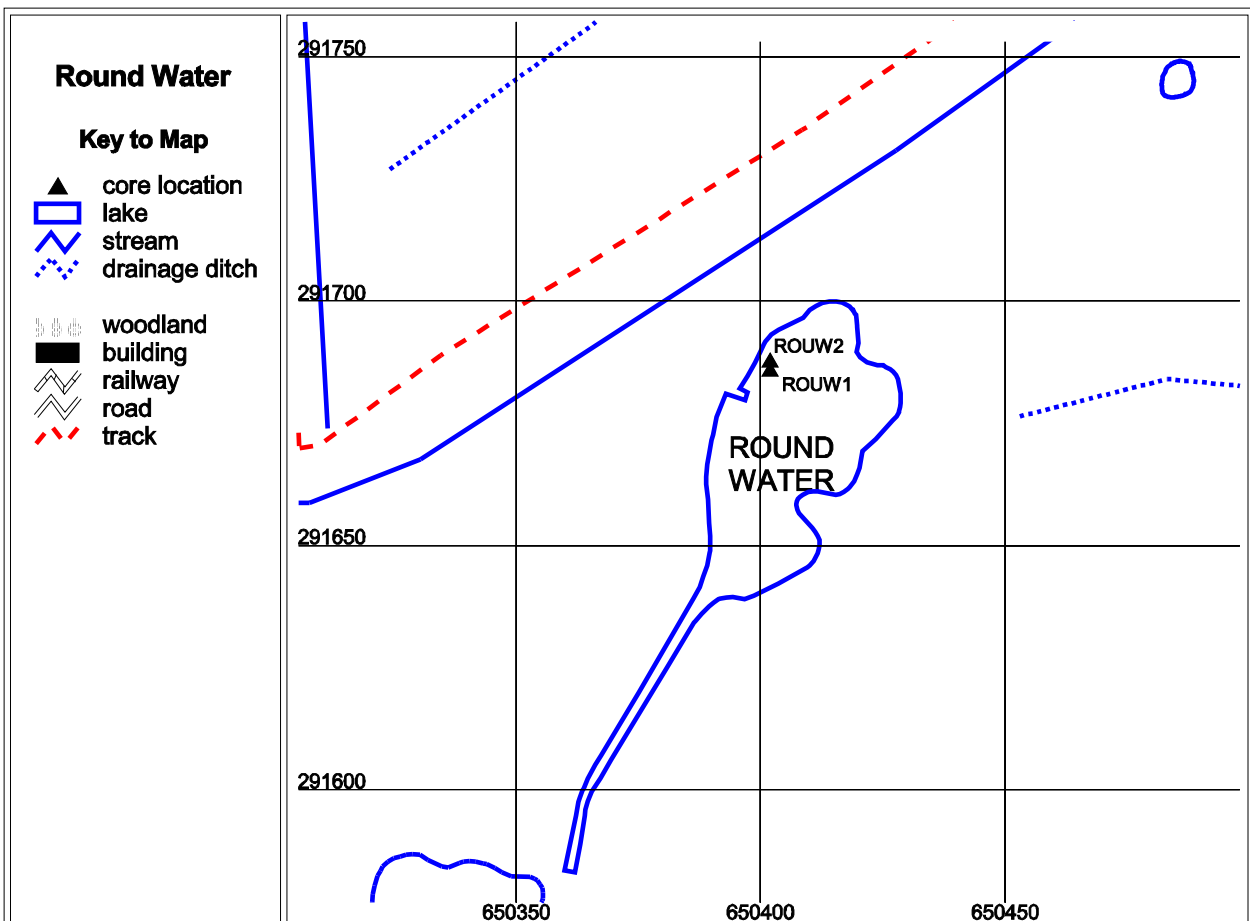 Round Water
Key to Map
core location
lake
stream
drainage ditch
woodland
building
railway
road
track
291750
291700
ROUW2
ROUW1
ROUND
WATER
291650
291600
650350
650400
650450